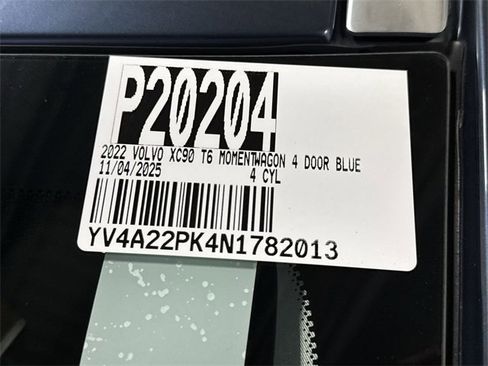 P20204
2022 VOLVO XC90 T6 MOMENTWAGON 4 DOOR BLUE
11/04/2025 4 CYL
YV4A22PK4N1782013